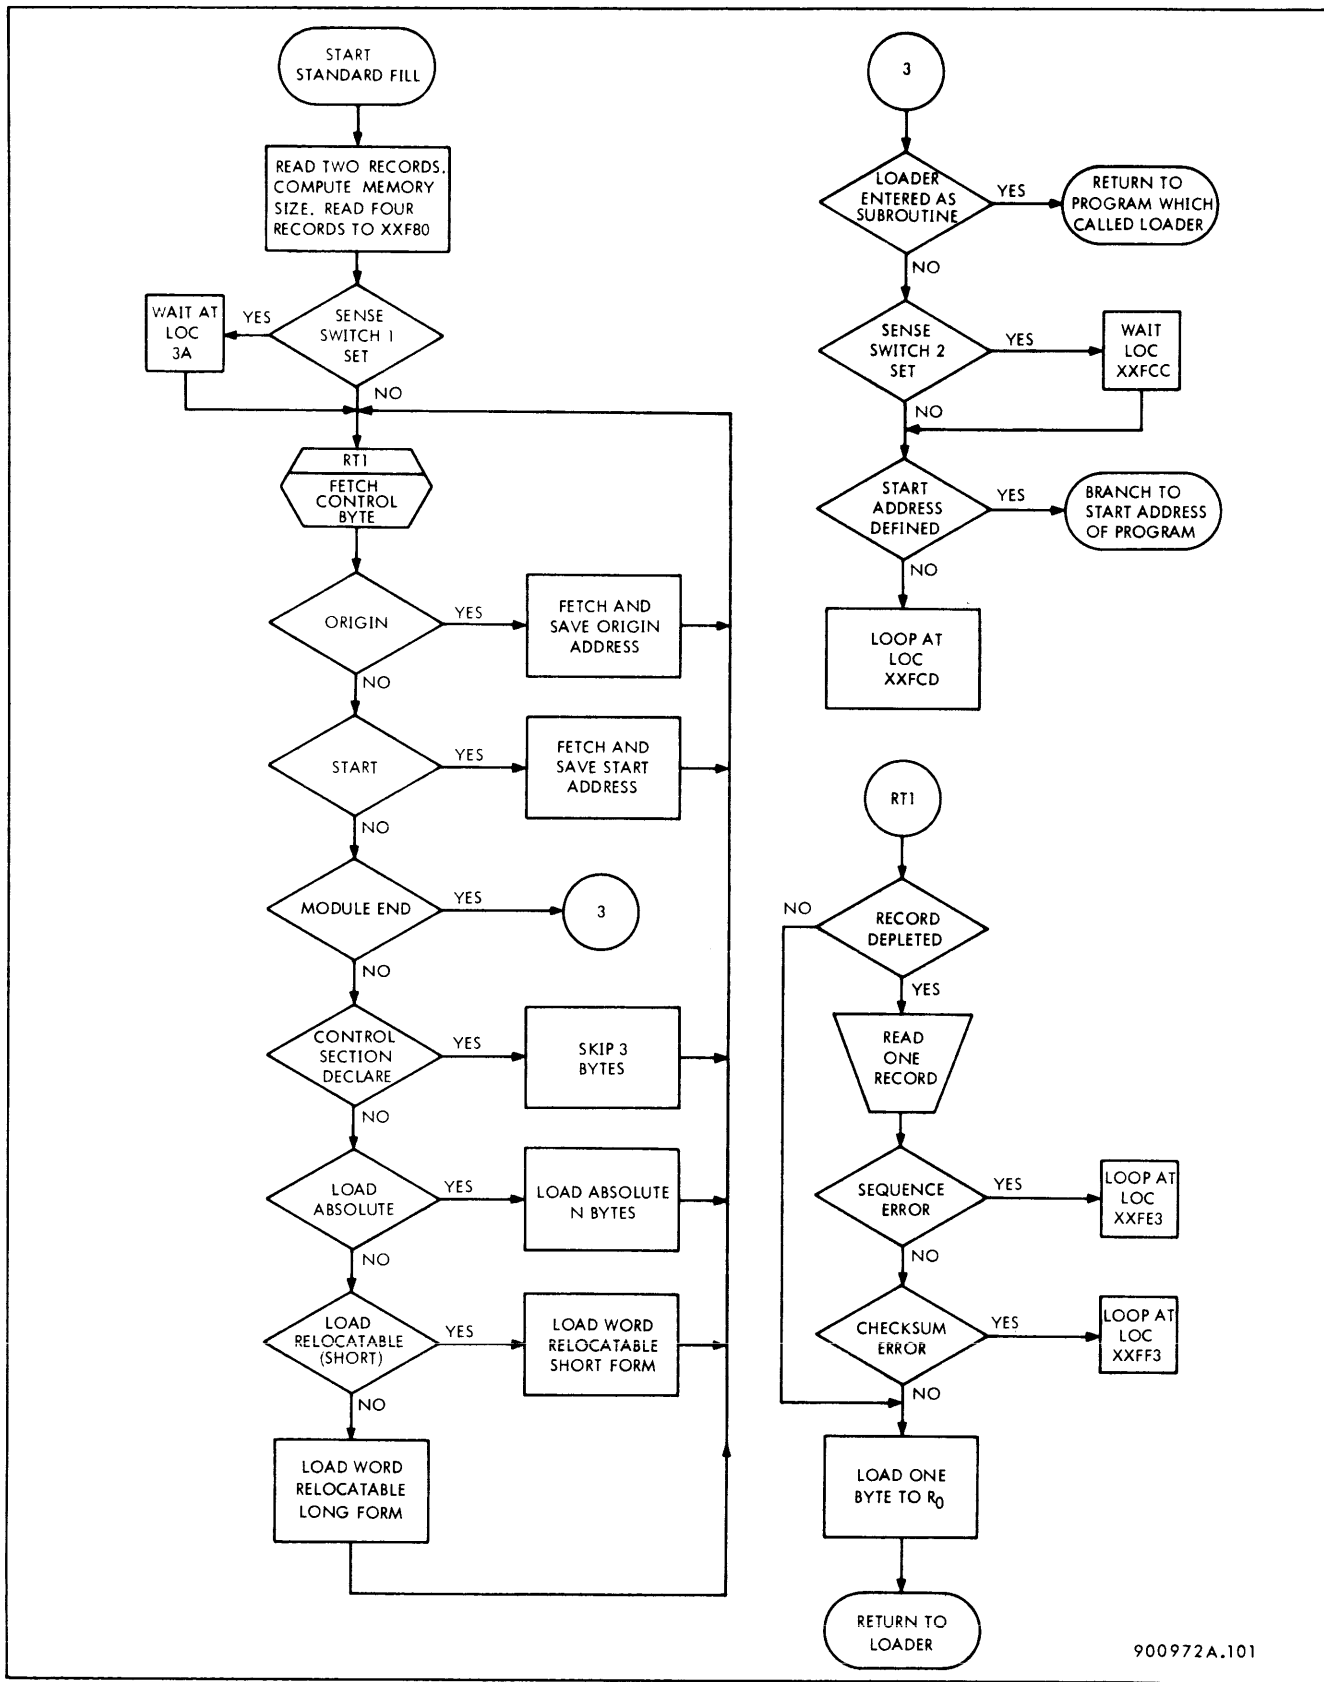 START
STANDARD FILL
READ TWO RECORDS.
COMPUTE MEMORY
SIZE. READ FOUR
RECORDS TO XXF80
WAIT AT
LOC
3A
YES
SENSE
SWITCH 1
SET
NO
RT1
FETCH
CONTROL
BYTE
ORIGIN
YES
FETCH AND
SAVE ORIGIN
ADDRESS
NO
START
YES
FETCH AND
SAVE START
ADDRESS
NO
MODULE END
YES
3
NO
CONTROL
SECTION
DECLARE
YES
SKIP 3
BYTES
NO
LOAD
ABSOLUTE
YES
LOAD ABSOLUTE
N BYTES
NO
LOAD
RELOCATABLE
(SHORT)
YES
LOAD WORD
RELOCATABLE
SHORT FORM
NO
LOAD WORD
RELOCATABLE
LONG FORM
3
LOADER
ENTERED AS
SUBROUTINE
YES
RETURN TO
PROGRAM WHICH
CALLED LOADER
NO
SENSE
SWITCH 2
SET
YES
WAIT
LOC
XXFCC
NO
START
ADDRESS
DEFINED
YES
BRANCH TO
START ADDRESS
OF PROGRAM
NO
LOOP AT
LOC
XXFCD
RT1
NO
RECORD
DEPLETED
YES
READ
ONE
RECORD
SEQUENCE
ERROR
YES
LOOP AT
LOC
XXFE3
NO
CHECKSUM
ERROR
YES
LOOP AT
LOC
XXFF3
NO
LOAD ONE
BYTE TO R0
RETURN TO
LOADER
900972A.101